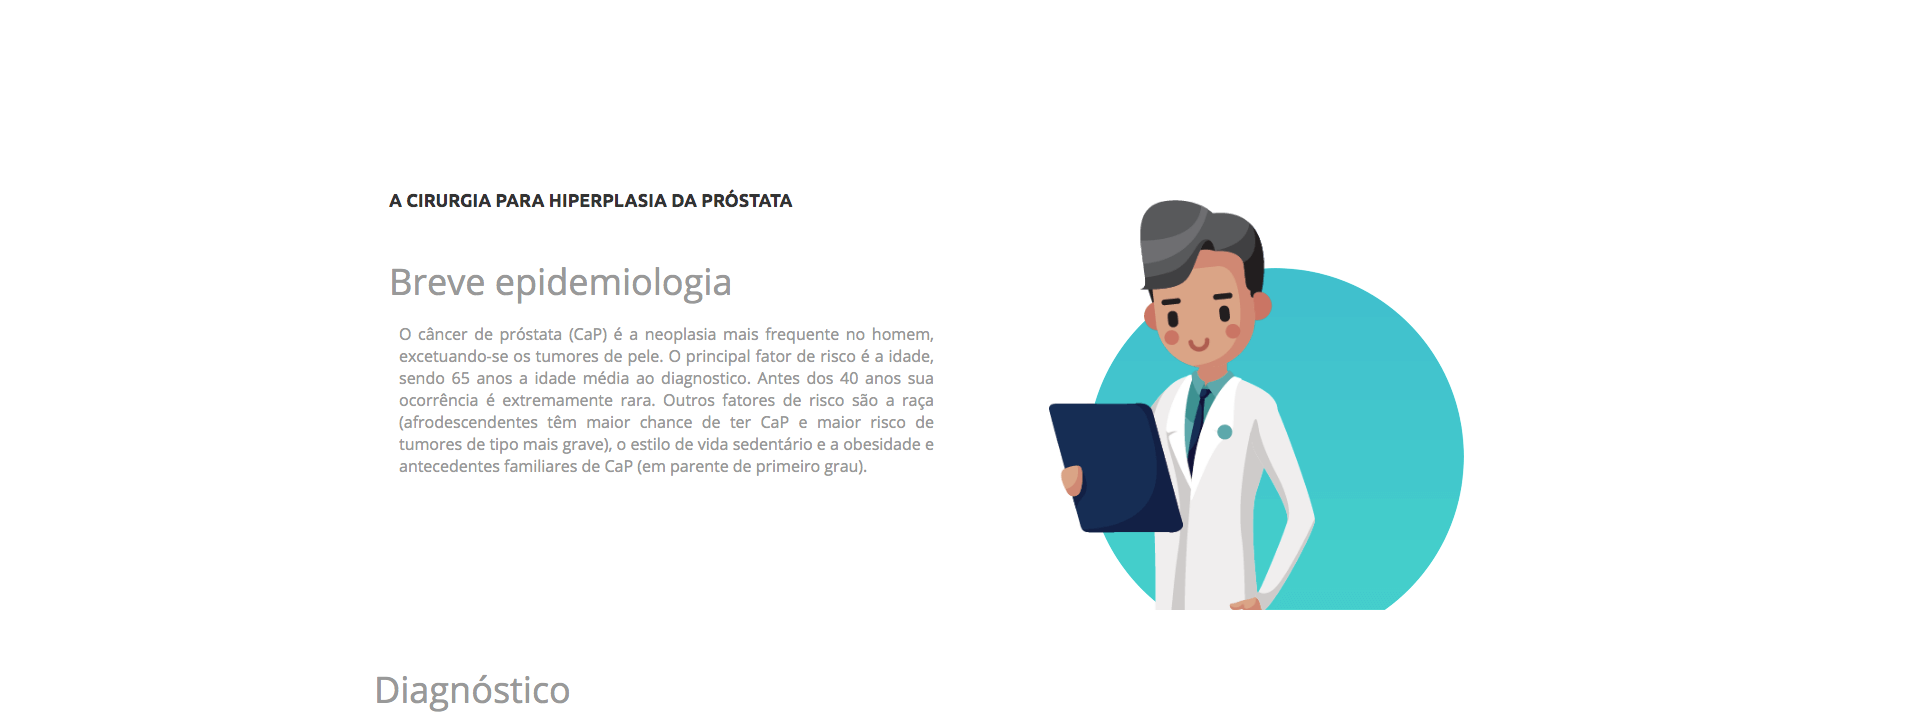 A CIRURGIA PARA HIPERPLASIA DA PRÓSTATA
Breve epidemiologia
O câncer de próstata (CaP) é a neoplasia mais frequente no homem,
excetuando-se os tumores de pele. O principal fator de risco é a idade,
sendo 65 anos a idade média ao diagnostico. Antes dos 40 anos sua
ocorrência é extremamente rara. Outros fatores de risco são a raça
(afrodescendentes têm maior chance de ter CaP e maior risco de
tumores de tipo mais grave), o estilo de vida sedentário e a obesidade e
antecedentes familiares de CaP (em parente de primeiro grau).
Diagnóstico